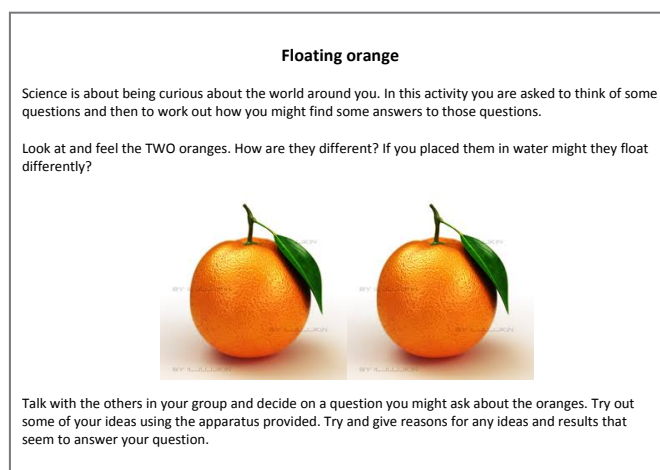 Floating orange
Science is about being curious about the world around you. In this activity you are asked to think of some
questions and then to work out how you might find some answers to those questions.
Look at and feel the TWO oranges. How are they different? If you placed them in water might they float
differently?
Talk with the others in your group and decide on a question you might ask about the oranges. Try out
some of your ideas using the apparatus provided. Try and give reasons for any ideas and results that
seem to answer your question.